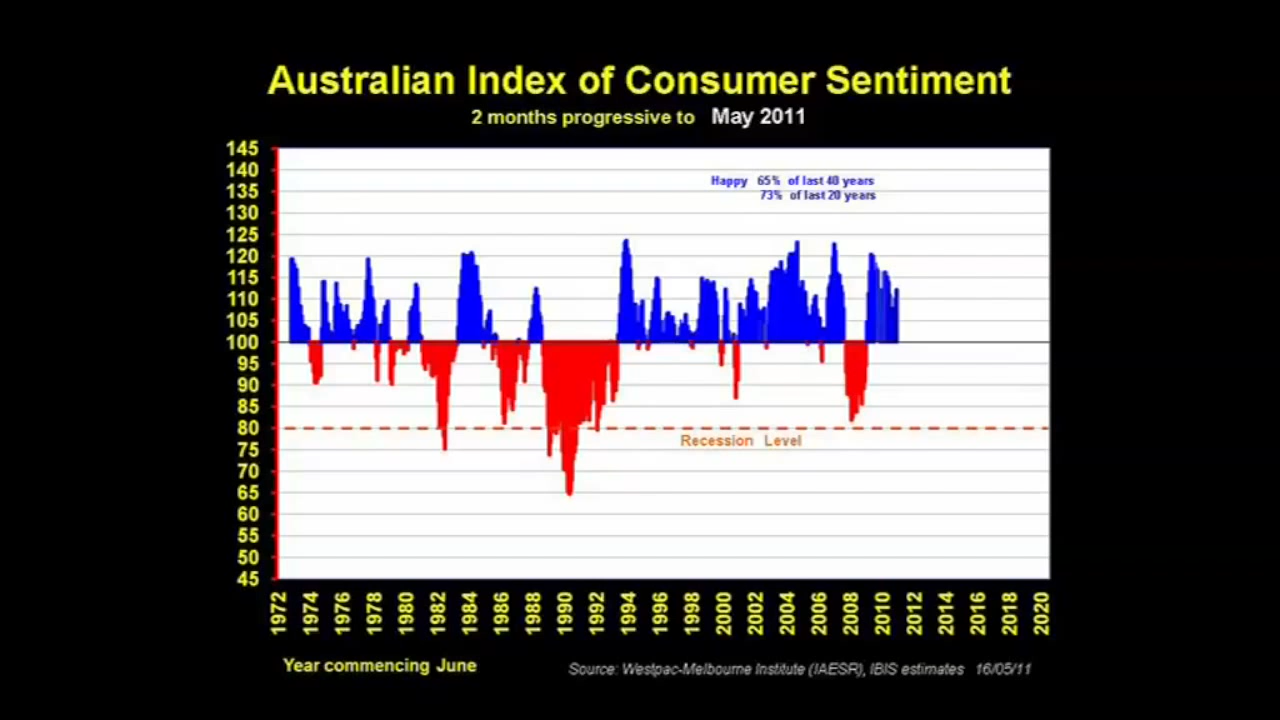 Australian Index of Consumer Sentiment
2 months progressive to May 2011
145
140
135
130
125
120
115
110
105
100
95
90
85
80
75
70
65
60
55
50
45
Happy 65% of last 40 years
73% of last 20 years
Recession Level
1972 1974 1976 1978 1980 1982 1984 1986 1988 1990 1992 1994 1996 1998 2000 2002 2004 2006 2008 2010 2012 2014 2016 2018 2020
Year commencing June
Source: Westpac-Melbourne Institute (IAESR), IBIS estimates 16/05/11